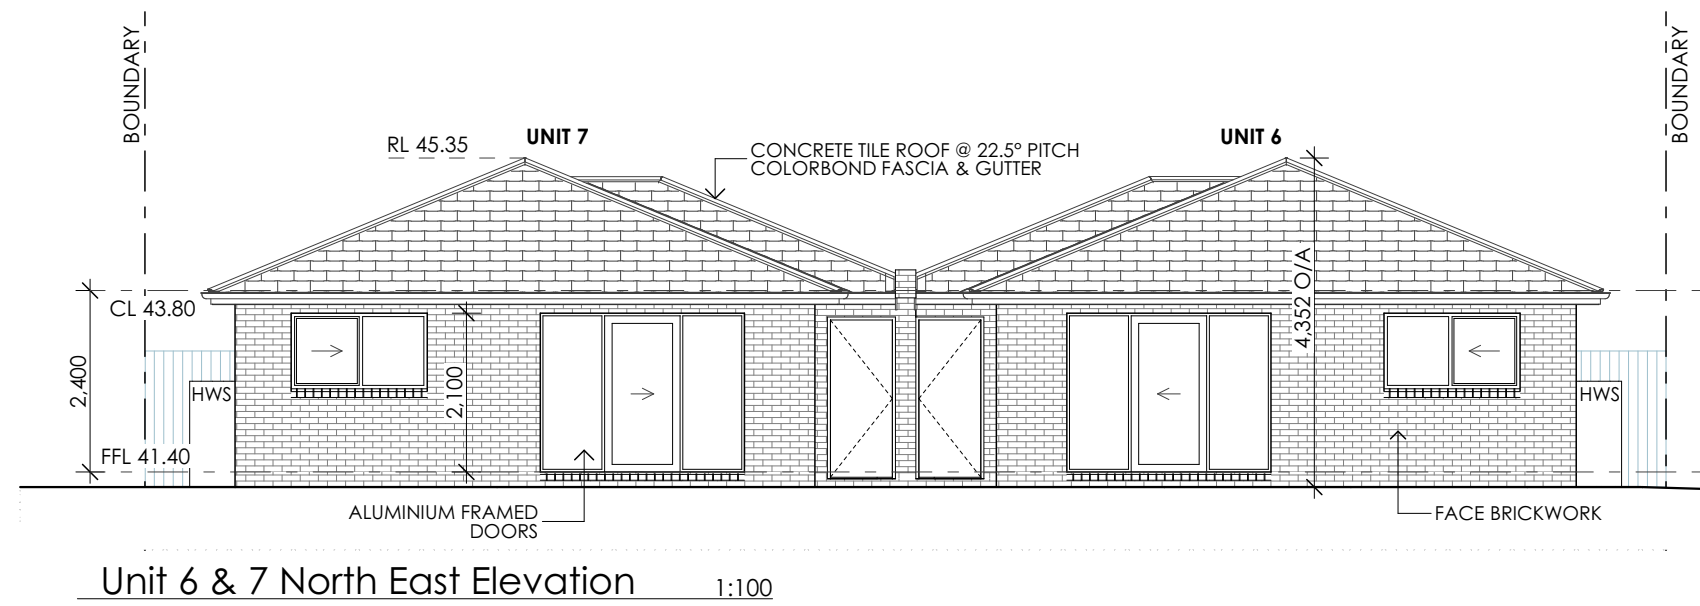 BOUNDARY
BOUNDARY
RL 45.35
UNIT 7
UNIT 6
CONCRETE TILE ROOF @ 22.5° PITCH
COLORBOND FASCIA & GUTTER
4,352 O/A
CL 43.80
2,400
2,100
HWS
HWS
FFL 41.40
ALUMINIUM FRAMED
DOORS
FACE BRICKWORK
Unit 6 & 7 North East Elevation 1:100